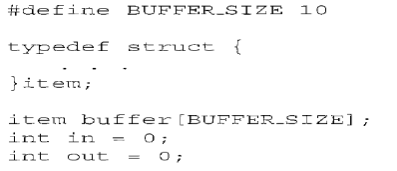 #define BUFFER_SIZE 10
typedef struct {
. . .
}item;
item buffer[BUFFER_SIZE];
int in = 0;
int out = 0;